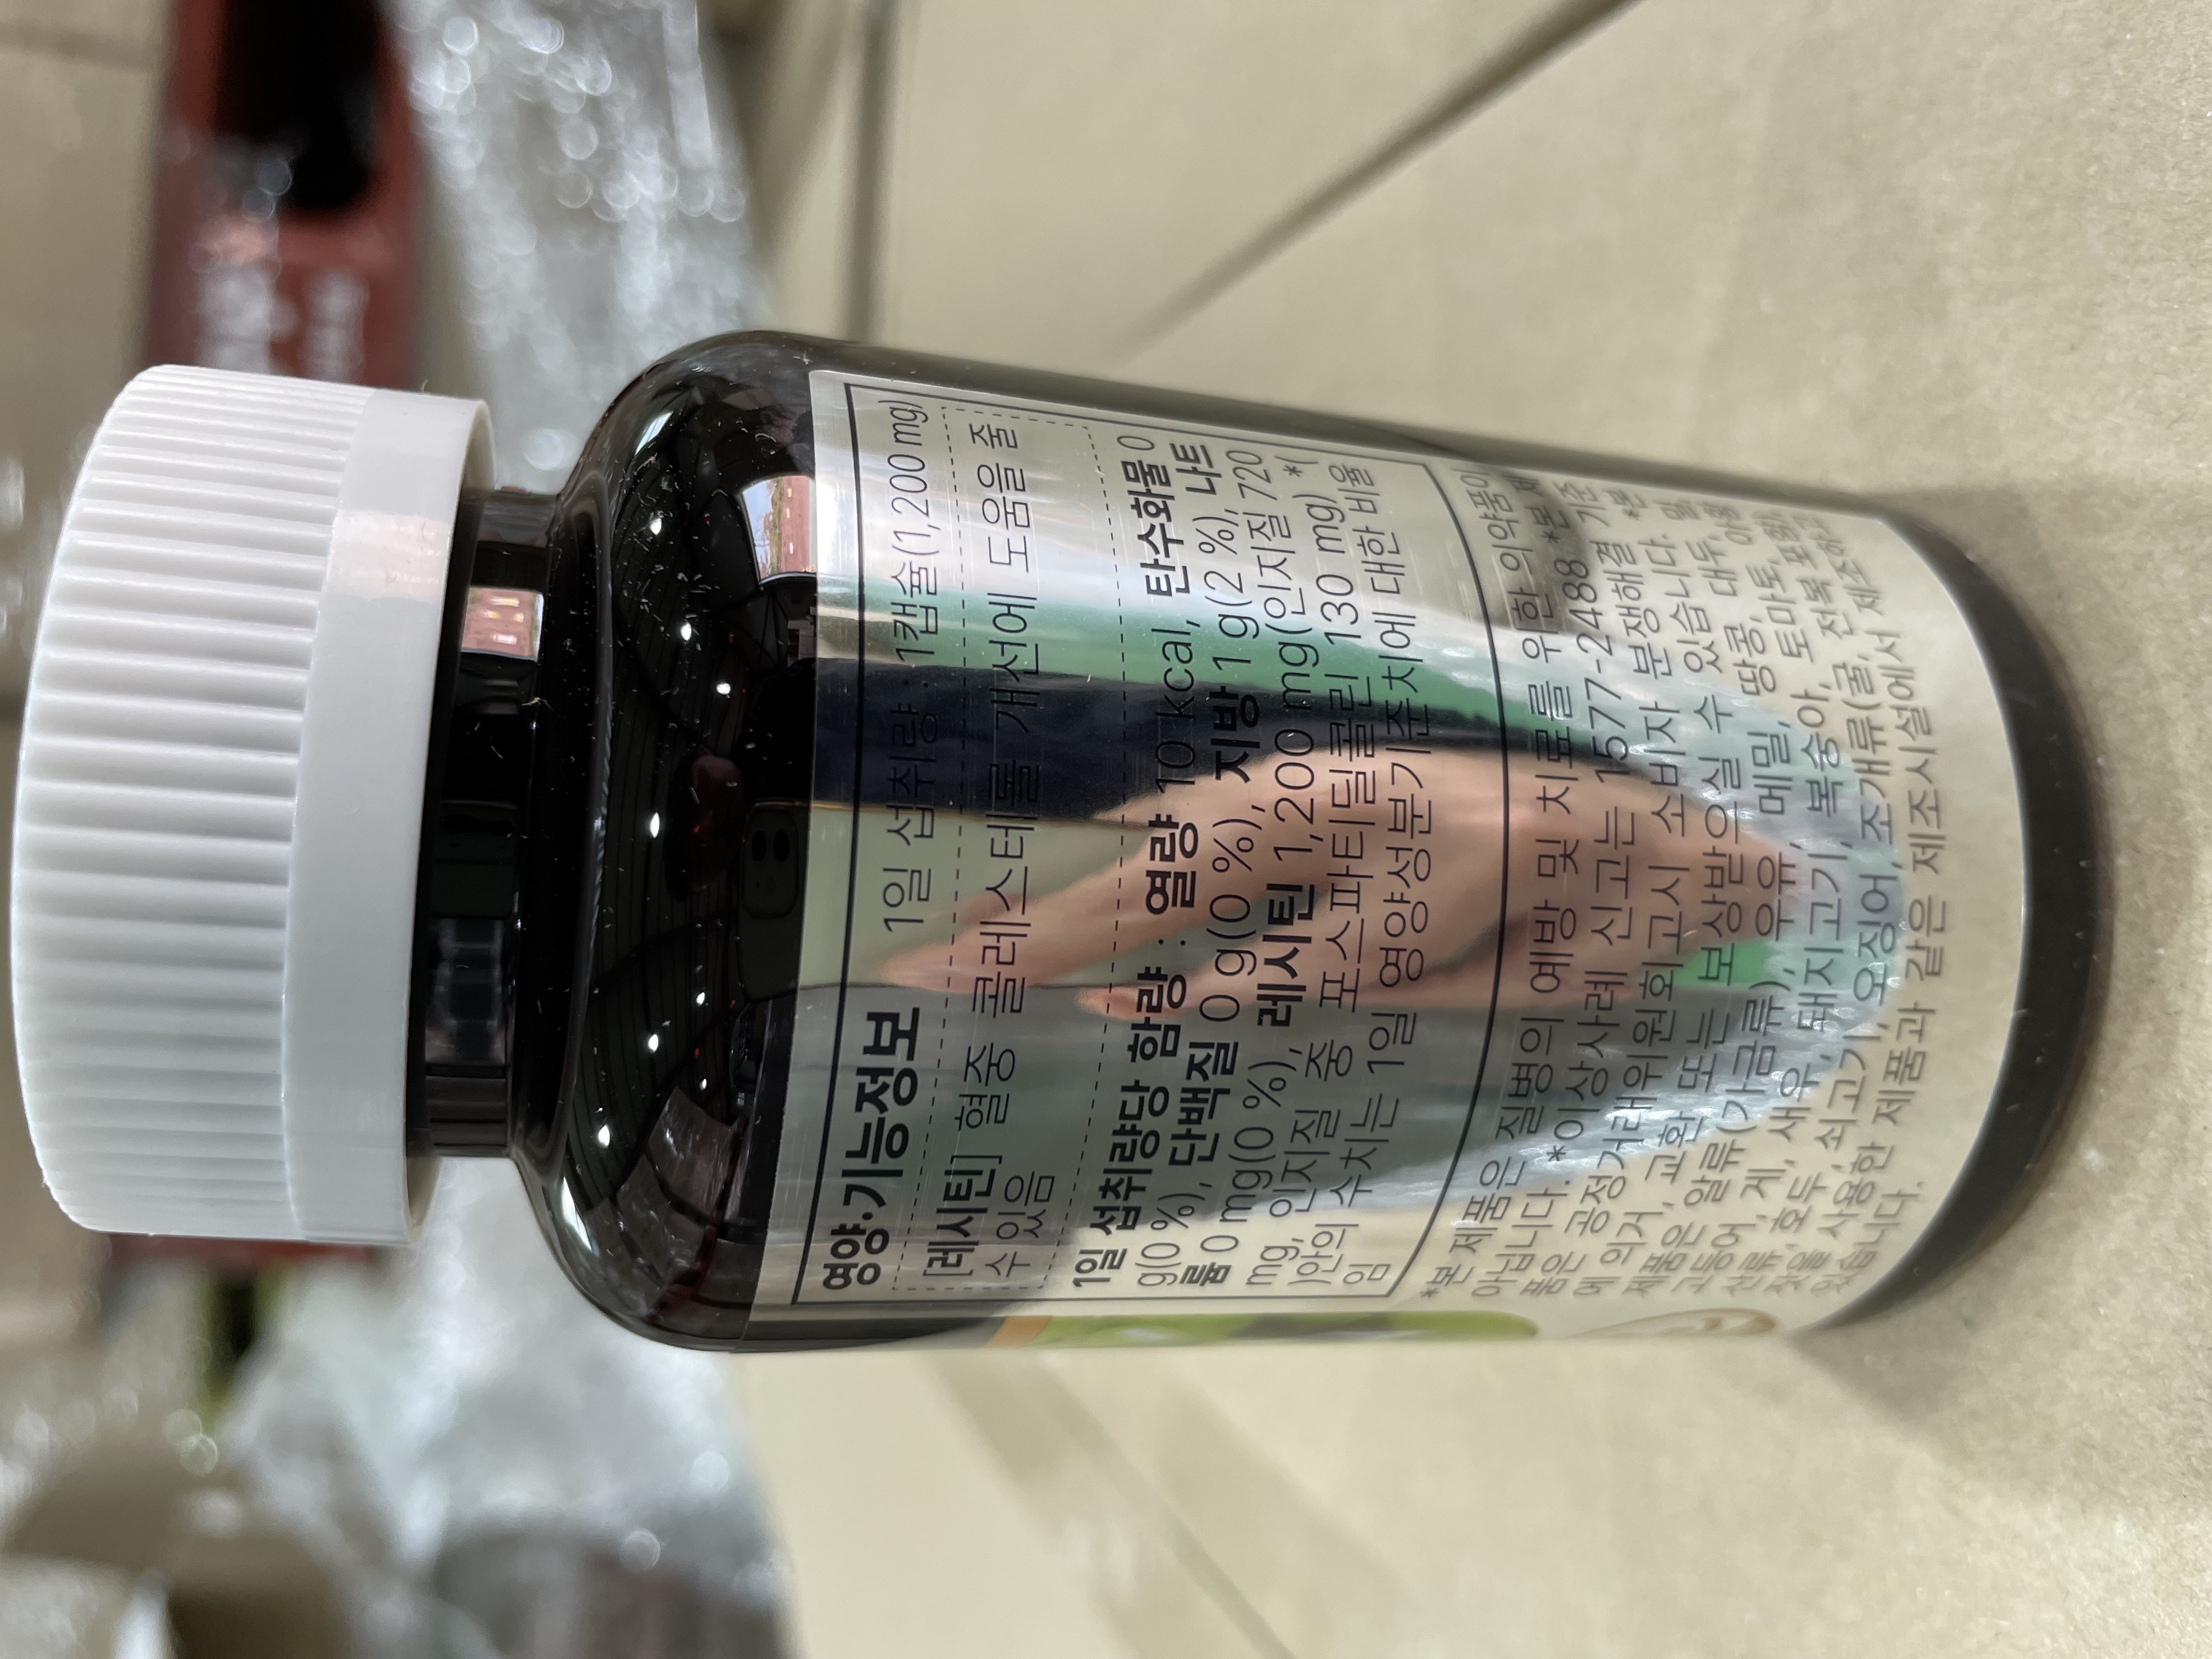 영양·기능정보 1일 섭취량 : 1캡슐(1,200 mg)
[레시틴] 혈중 콜레스테롤 개선에 도움을 줄
수 있음
1일 섭취량당 함량 : 열량 10 kcal, 탄수화물 0
g(0 %), 단백질 0 g(0 %), 지방 1 g(2 %), 나트
륨 0 mg(0 %), 레시틴 1,200 mg(인지질 720
mg, 인지질 중 포스파티딜콜린 130 mg) *(
)안의 수치는 1일 영양성분기준치에 대한 비율
임
*본 제품은 질병의 예방 및 치료를 위한 의약품이
아닙니다. *이상사례 신고는 1577-2488 *본 제
품은 공정거래위원회고시 소비자 분쟁해결 기준
에 의거, 교환 또는 보상받으실 수 있습니다. *본
제품은 알류(가금류), 우유, 메밀, 땅콩, 대두, 밀,
고등어, 게, 새우, 돼지고기, 복숭아, 토마토, 아황
산류, 호두, 쇠고기, 오징어, 조개류(굴, 전복
것을 사용한 제품과 같은 제조시설에서 제조하고
있습니다.